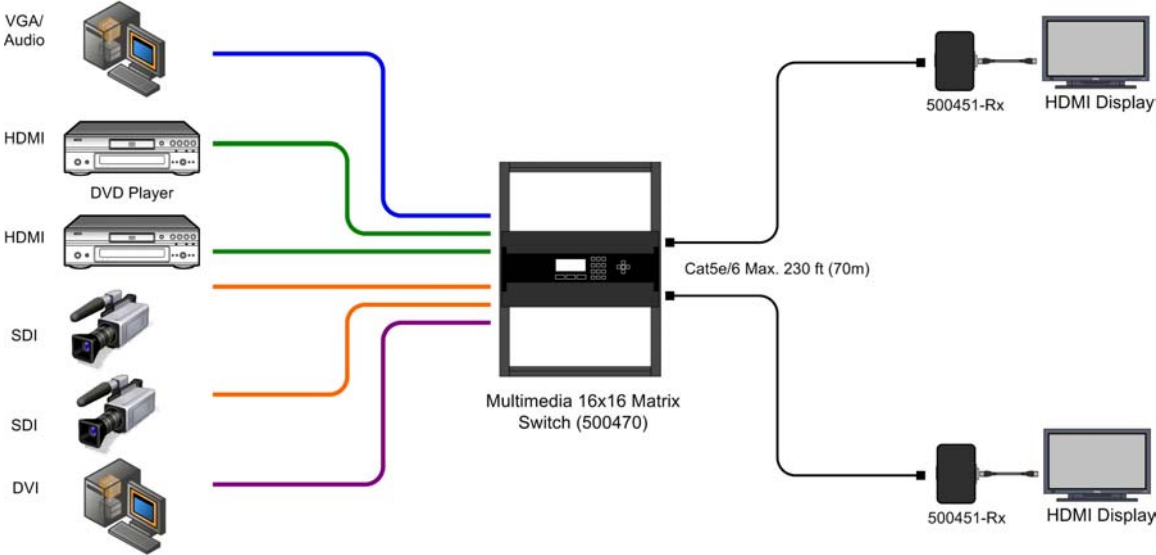 VGA/
Audio
HDMI
DVD Player
HDMI
SDI
SDI
DVI
Multimedia 16x16 Matrix
Switch (500470)
Cat5e/6 Max. 230 ft (70m)
500451-Rx
HDMI Display
500451-Rx
HDMI Display